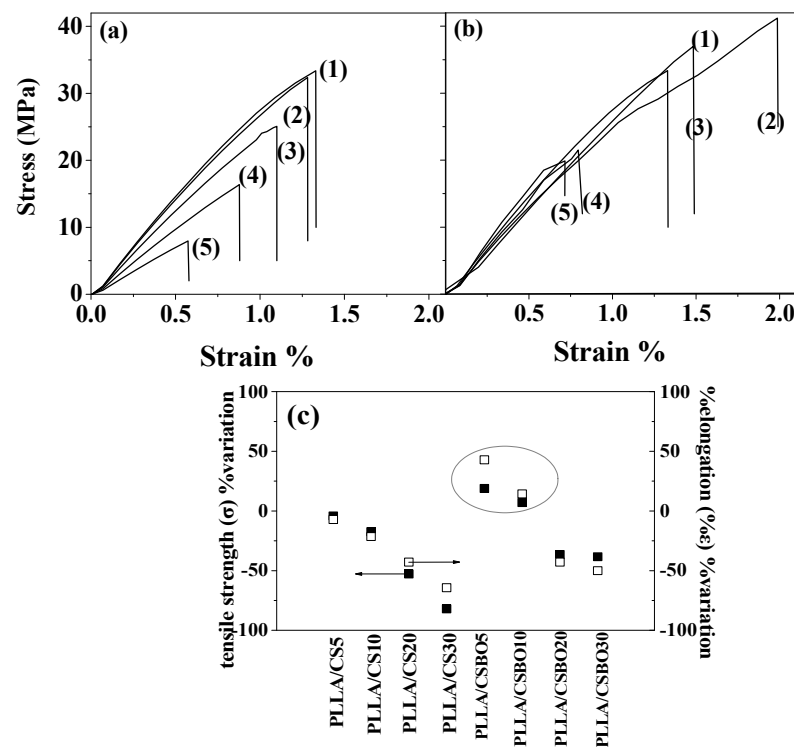 (a)
(b)
Stress (MPa)
40
30
20
10
0
(1)
(2)
(3)
(4)
(5)
(1)
(2)
(3)
(4)
(5)
0.0 0.5 1.0 1.5 2.0
0.5 1.0 1.5 2.0
Strain %
Strain %
(c)
tensile strength (σ) %variation
100
50
0
-50
-100
100
50
0
-50
-100
%elongation (%ε) %variation
PLLA/CS5
PLLA/CS10
PLLA/CS20
PLLA/CS30
PLLA/CSBO5
PLLA/CSBO10
PLLA/CSBO20
PLLA/CSBO30